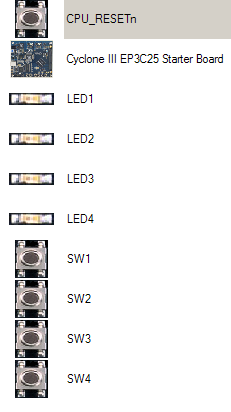 CPU_RESETn
Cyclone III EP3C25 Starter Board
LED1
LED2
LED3
LED4
SW1
SW2
SW3
SW4